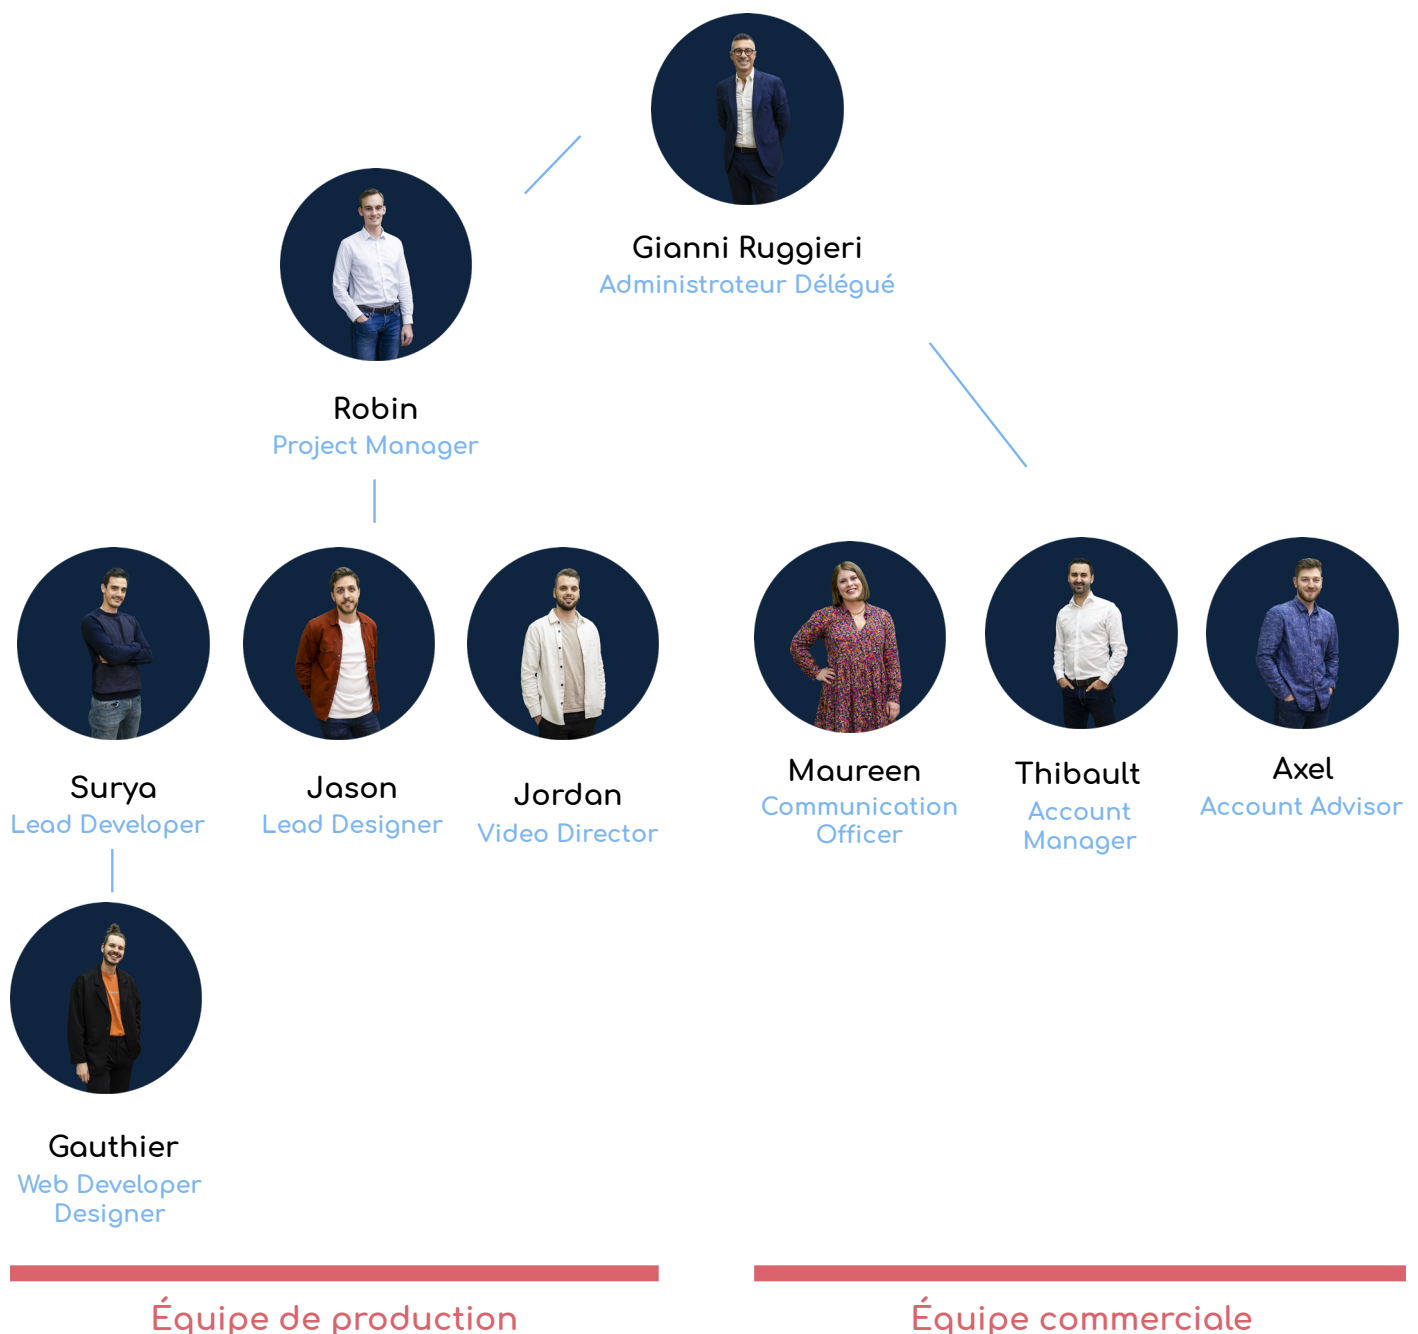 Gianni Ruggieri
Administrateur Délégué
Robin
Project Manager
Surya
Lead Developer
Jason
Lead Designer
Jordan
Video Director
Maureen
Communication
Officer
Thibault
Account
Manager
Axel
Account Advisor
Gauthier
Web Developer
Designer
Équipe de production
Équipe commerciale